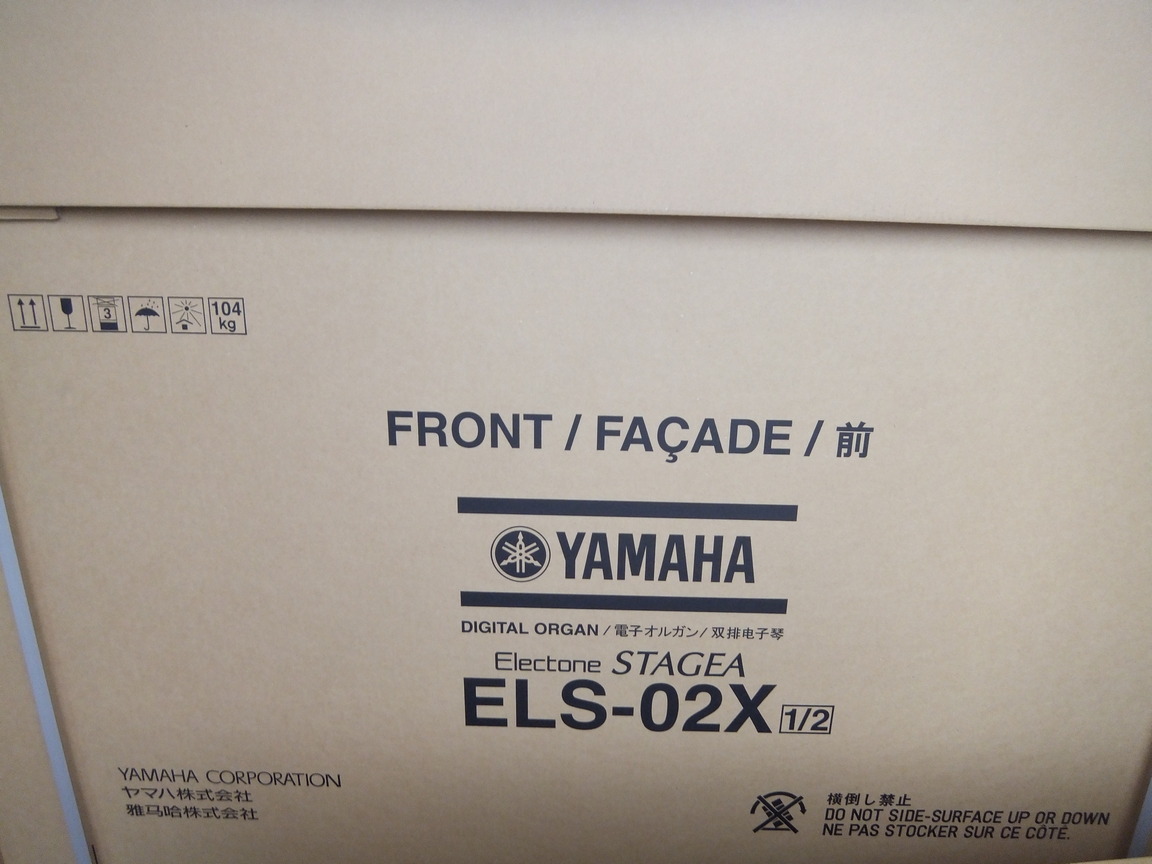 3
104
kg
FRONT / FAÇADE / 前
YAMAHA
DIGITAL ORGAN / 電子オルガン / 双排电子琴
Electone STAGEA
ELS-02X 1/2
YAMAHA CORPORATION
ヤマハ株式会社
雅马哈株式会社
横倒し禁止
DO NOT SIDE-SURFACE UP OR DOWN
NE PAS STOCKER SUR CE CÔTÉ.